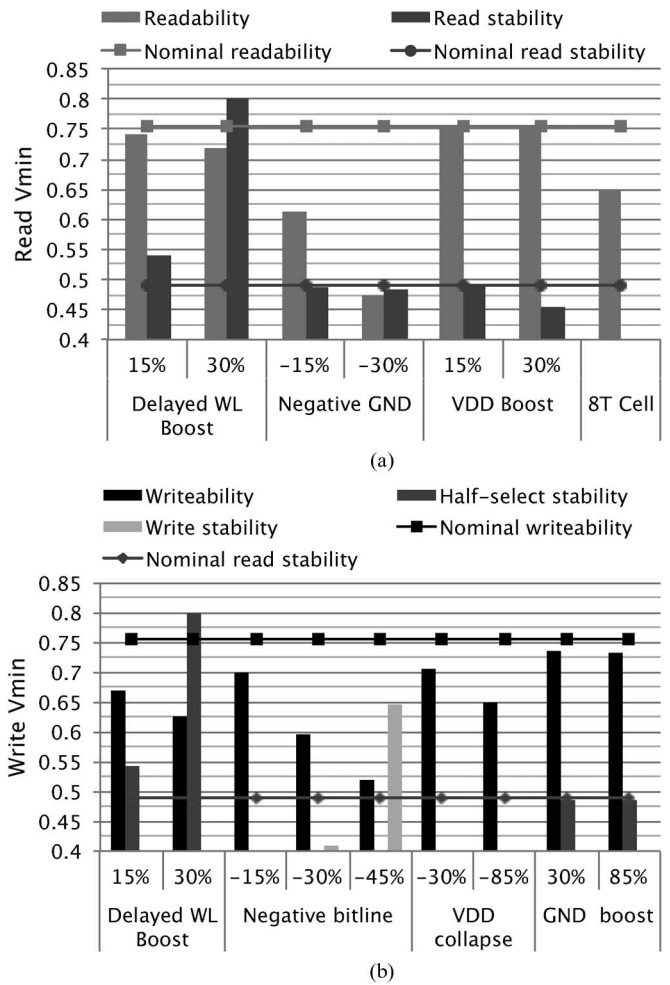 Readability Read stability
Nominal readability Nominal read stability
0.85
0.8
0.75
0.7
0.65
0.6
0.55
0.5
0.45
0.4
Read Vmin
15% 30% −15% −30% 15% 30%
Delayed WL Negative GND VDD Boost 8T Cell
Boost
(a)
Writeability Half-select stability
Write stability Nominal writeability
Nominal read stability
0.85
0.8
0.75
0.7
0.65
0.6
0.55
0.5
0.45
0.4
Write Vmin
15% 30% −15% −30% −45% −30% −85% 30% 85%
Delayed WL Negative bitline VDD GND boost
Boost collapse
(b)